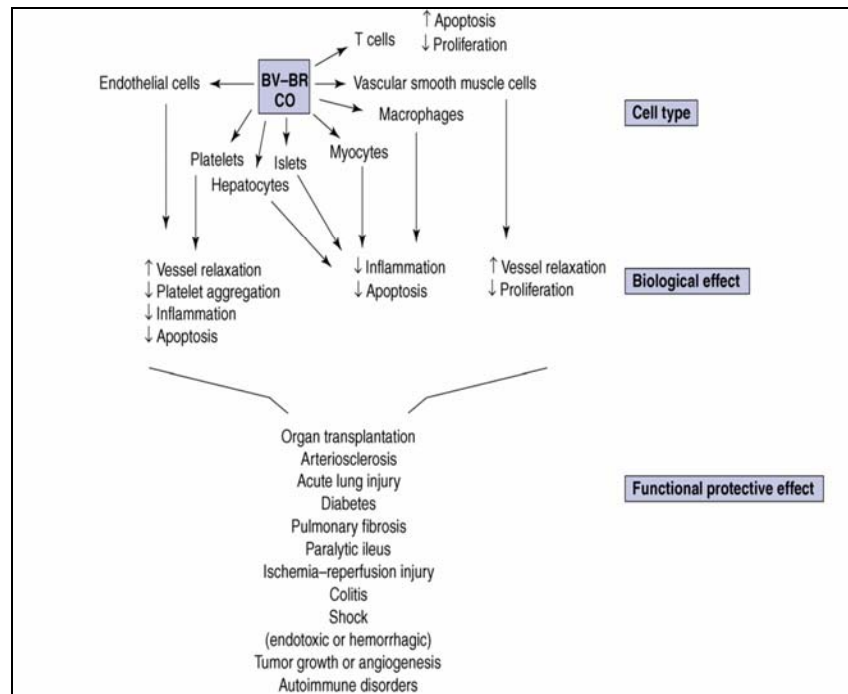 ↑ Apoptosis
T cells
↓ Proliferation
Endothelial cells
BV–BR
CO
Vascular smooth muscle cells
Macrophages
Cell type
Platelets
Islets
Myocytes
Hepatocytes
↑ Vessel relaxation
↓ Platelet aggregation
↓ Inflammation
↓ Apoptosis
↓ Inflammation
↓ Apoptosis
↑ Vessel relaxation
↓ Proliferation
Biological effect
Organ transplantation
Arteriosclerosis
Acute lung injury
Diabetes
Pulmonary fibrosis
Paralytic ileus
Ischemia–reperfusion injury
Colitis
Shock
(endotoxic or hemorrhagic)
Tumor growth or angiogenesis
Autoimmune disorders
Functional protective effect